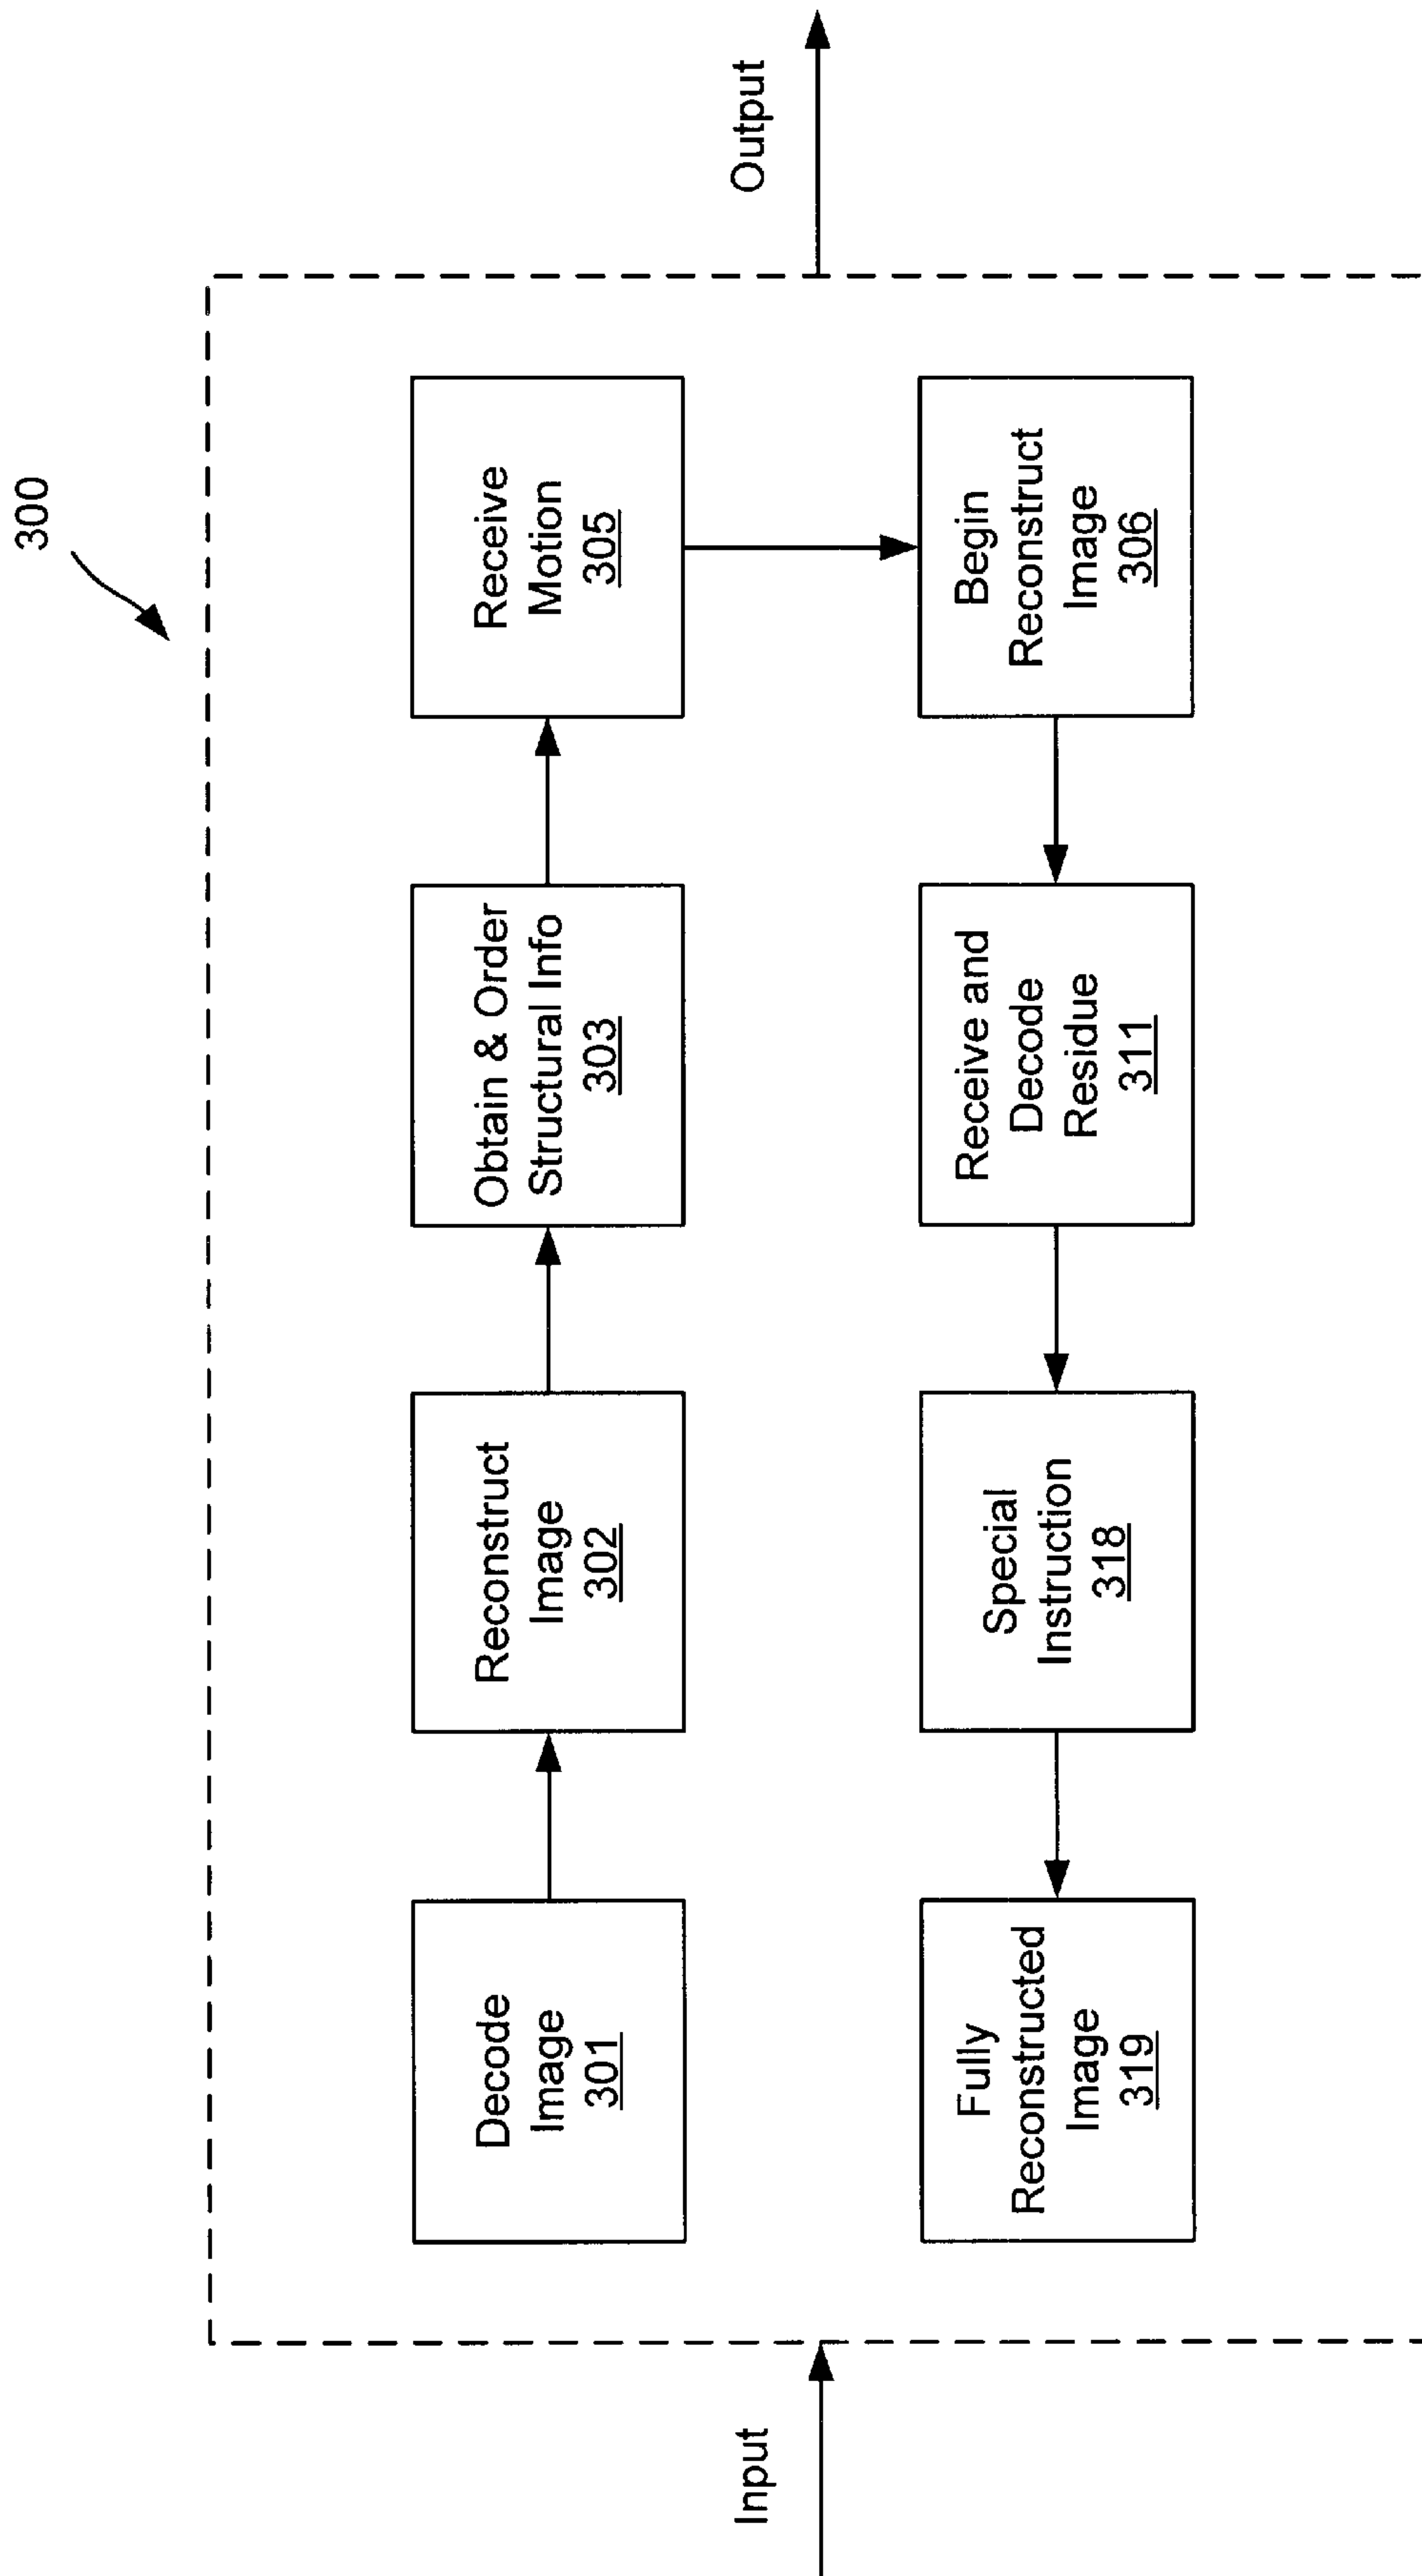 300
Input
Output
Decode
Image
301
Reconstruct
Image
302
Obtain & Order
Structural Info
303
Receive
Motion
305
Begin
Reconstruct
Image
306
Receive and
Decode
Residue
311
Special
Instruction
318
Fully
Reconstructed
Image
319